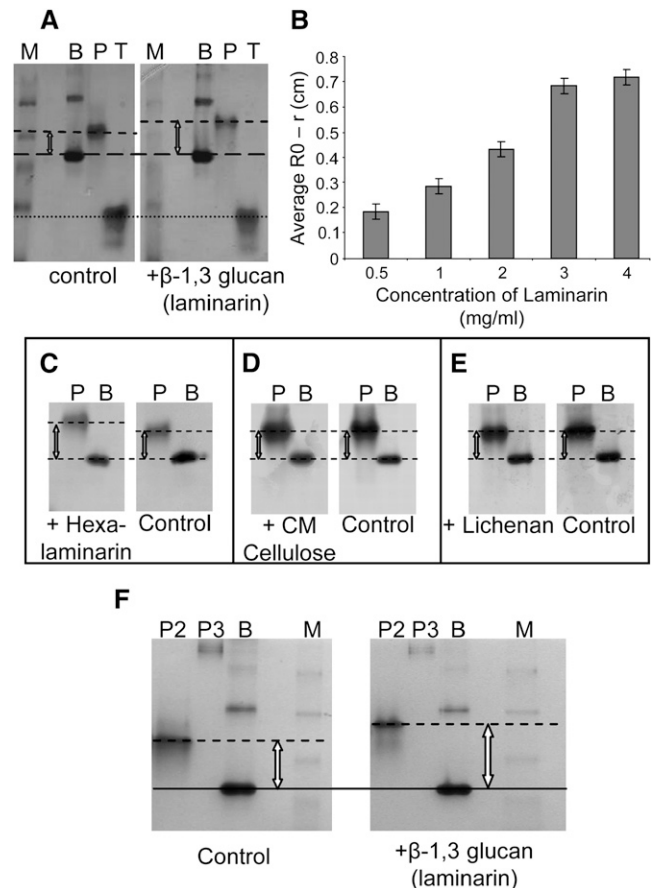 A
M B P T M B P T
control
+β-1,3 glucan
(laminarin)
B
Average R0 – r (cm)
0.8
0.7
0.6
0.5
0.4
0.3
0.2
0.1
0
0.5 1 2 3 4
Concentration of Laminarin
(mg/ml)
C
P B P B
+ Hexa-
laminarin
Control
D
P B P B
+ CM
Cellulose
Control
E
P B P B
+ Lichenan Control
F
P2 P3 B M P2 P3 B M
Control
+β-1,3 glucan
(laminarin)